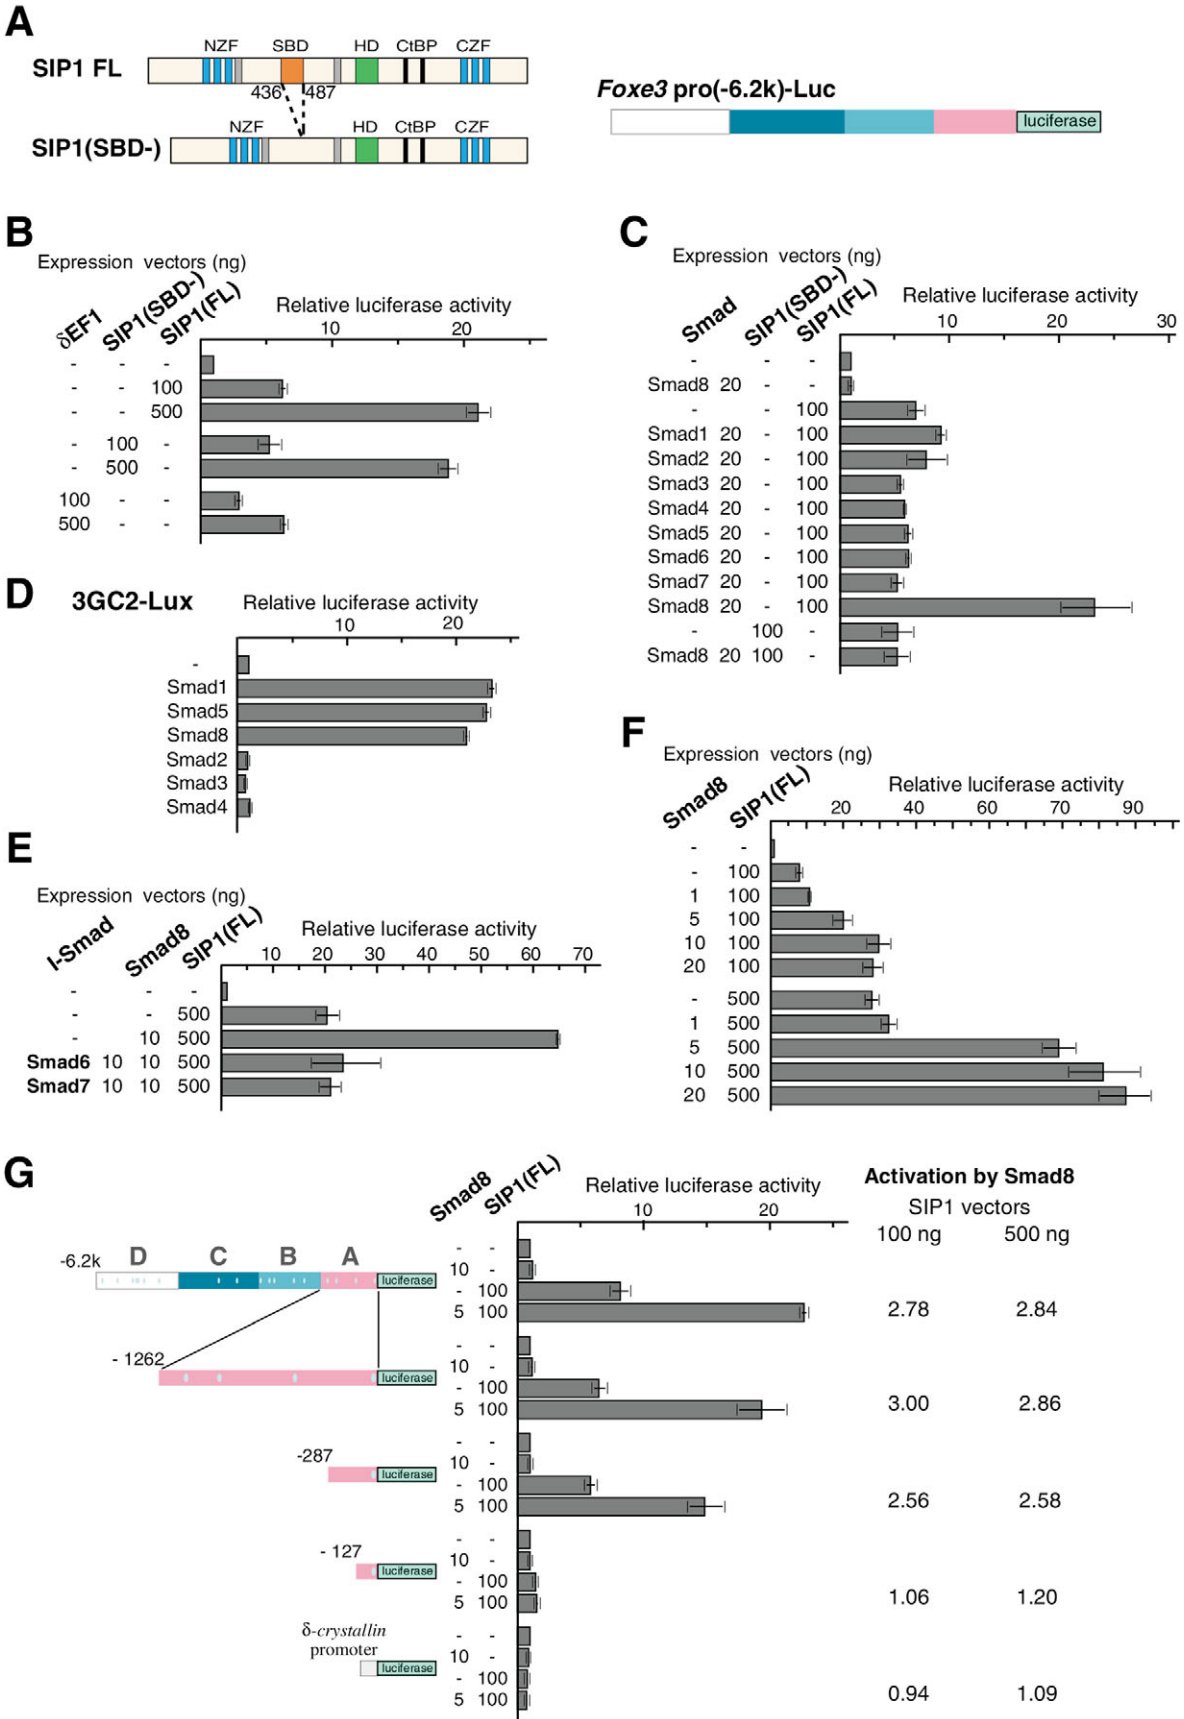 A
NZF SBD HD CtBP CZF
SIP1 FL
436 487
NZF HD CtBP CZF
SIP1(SBD-)
Foxe3 pro(-6.2k)-Luc
luciferase
B
Expression vectors (ng)
δEF1 SIP1(SBD-) SIP1(FL)
Relative luciferase activity
10 20
- - -
- - 100
- - 500
- 100 -
- 500 -
100 - -
500 - -
C
Expression vectors (ng)
Smad SIP1(SBD-) SIP1(FL)
Relative luciferase activity
10 20 30
- - -
Smad8 20 - -
- - 100
Smad1 20 - 100
Smad2 20 - 100
Smad3 20 - 100
Smad4 20 - 100
Smad5 20 - 100
Smad6 20 - 100
Smad7 20 - 100
Smad8 20 - 100
- 100 -
Smad8 20 100 -
D 3GC2-Lux
Relative luciferase activity
10 20
-
Smad1
Smad5
Smad8
Smad2
Smad3
Smad4
E
Expression vectors (ng)
I-Smad Smad8 SIP1(FL)
Relative luciferase activity
10 20 30 40 50 60 70
- - -
- - 500
- 10 500
Smad6 10 10 500
Smad7 10 10 500
F
Expression vectors (ng)
Smad8 SIP1(FL)
Relative luciferase activity
20 40 60 70 90
- -
- 100
1 100
5 100
10 100
20 100
- 500
1 500
5 500
10 500
20 500
G
Smad8 SIP1(FL)
Relative luciferase activity
10 20
Activation by Smad8
SIP1 vectors
100 ng 500 ng
-6.2k D C B A
luciferase
- -
10 -
- 100
5 100
2.78 2.84
- 1262
luciferase
- -
10 -
- 100
5 100
3.00 2.86
-287
luciferase
- -
10 -
- 100
5 100
2.56 2.58
- 127
luciferase
- -
10 -
- 100
5 100
1.06 1.20
δ-crystallin
promoter
luciferase
- -
10 -
- 100
5 100
0.94 1.09